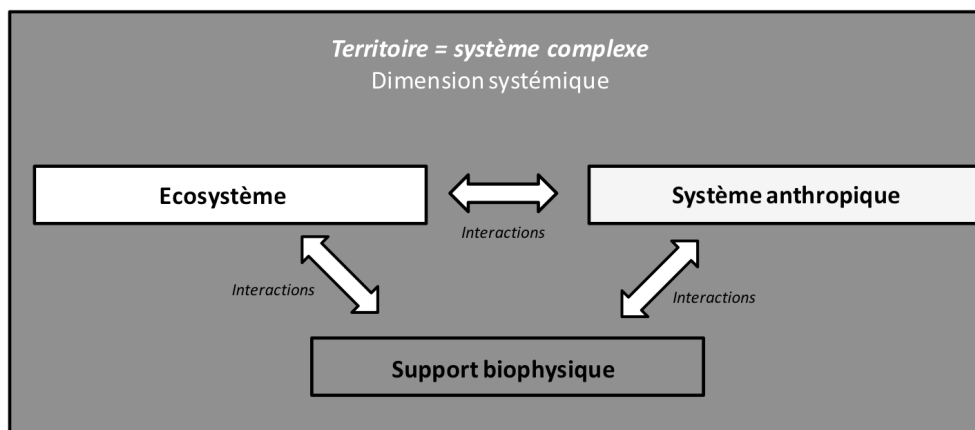 Territoire = système complexe
Dimension systémique
Ecosystème
Système anthropique
Interactions
Interactions
Interactions
Support biophysique